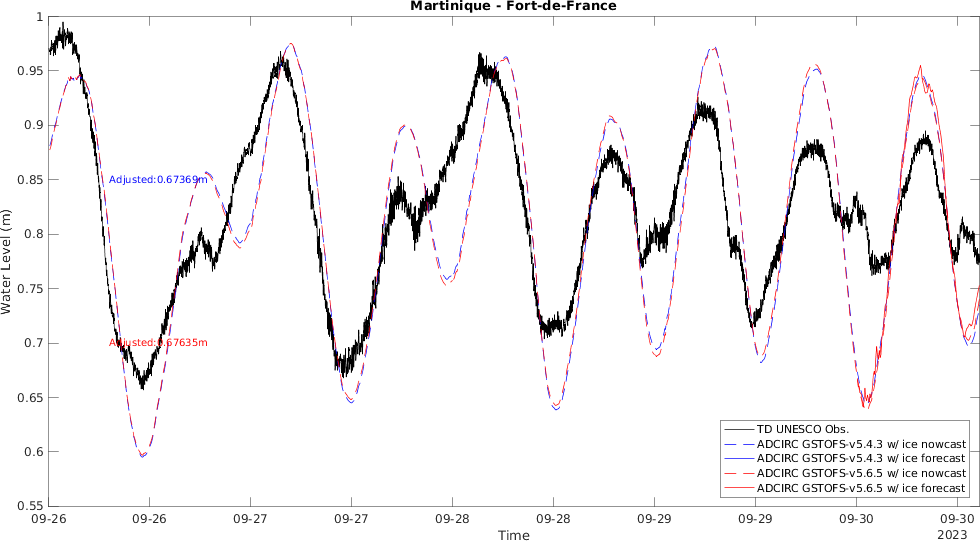 Martinique - Fort-de-France
Water Level (m)
1
0.95
0.9
0.85
0.8
0.75
0.7
0.65
0.6
0.55
Adjusted:0.67369m
Adjusted:0.67635m
TD UNESCO Obs.
ADCIRC GSTOFS-v5.4.3 w/ ice nowcast
ADCIRC GSTOFS-v5.4.3 w/ ice forecast
ADCIRC GSTOFS-v5.6.5 w/ ice nowcast
ADCIRC GSTOFS-v5.6.5 w/ ice forecast
09-26 09-26 09-27 09-27 09-28 09-28 09-29 09-29 09-30 09-30
2023
Time